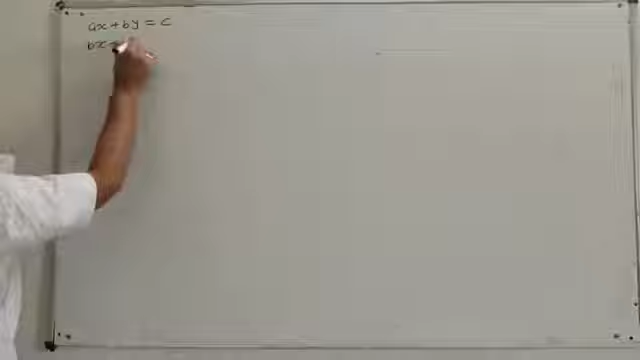 ax + by = c
bx